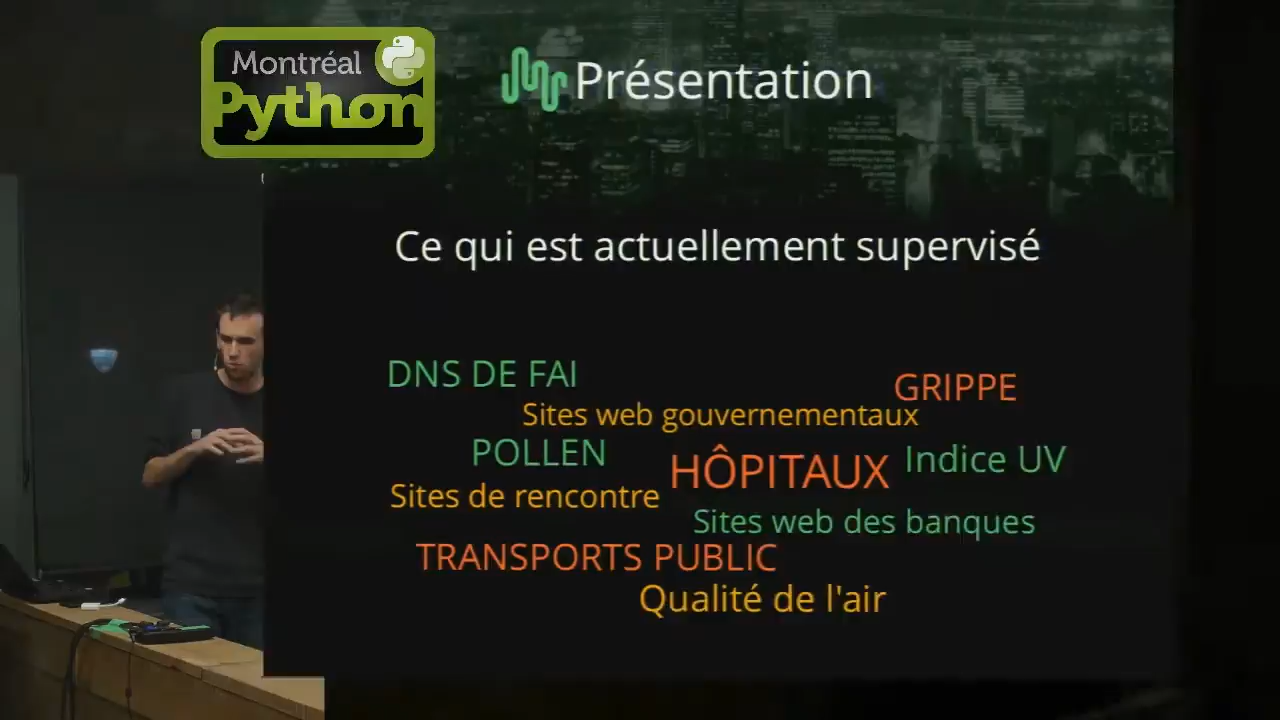 Montréal
Python
Présentation
Ce qui est actuellement supervisé
DNS DE FAI
GRIPPE
Sites web gouvernementaux
POLLEN
HÔPITAUX
Indice UV
Sites de rencontre
Sites web des banques
TRANSPORTS PUBLIC
Qualité de l'air